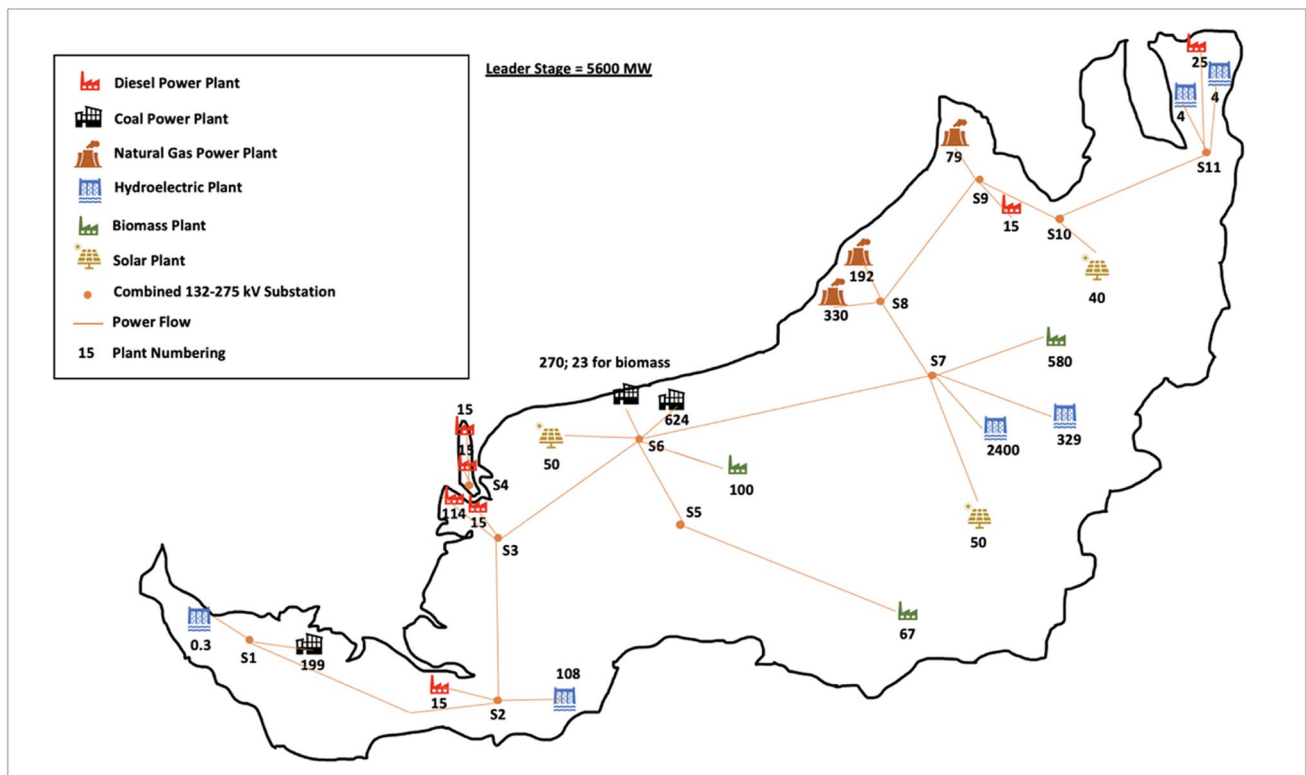 Leader Stage = 5600 MW
Diesel Power Plant
Coal Power Plant
Natural Gas Power Plant
Hydroelectric Plant
Biomass Plant
Solar Plant
Combined 132-275 kV Substation
Power Flow
15 Plant Numbering
25
4
4
S11
79
S9
15
S10
40
192
330
S8
S7
580
2400
329
50
270; 23 for biomass
624
S6
50
100
S5
67
15
15
S4
114
15
S3
0.3
S1
199
108
15
S2